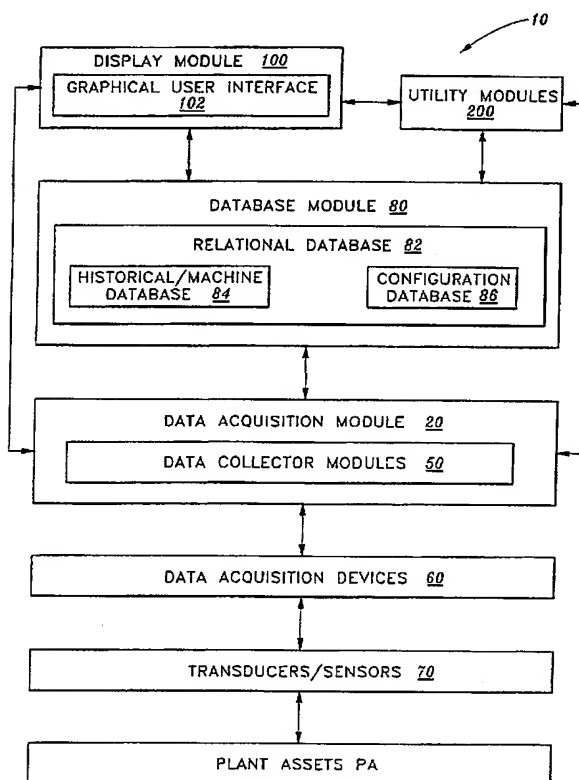 10
DISPLAY MODULE 100
GRAPHICAL USER INTERFACE
102
UTILITY MODULES
200
DATABASE MODULE 80
RELATIONAL DATABASE 82
HISTORICAL/MACHINE
DATABASE 84
CONFIGURATION
DATABASE 86
DATA ACQUISITION MODULE 20
DATA COLLECTOR MODULES 50
DATA ACQUISITION DEVICES 60
TRANSDUCERS/SENSORS 70
PLANT ASSETS PA